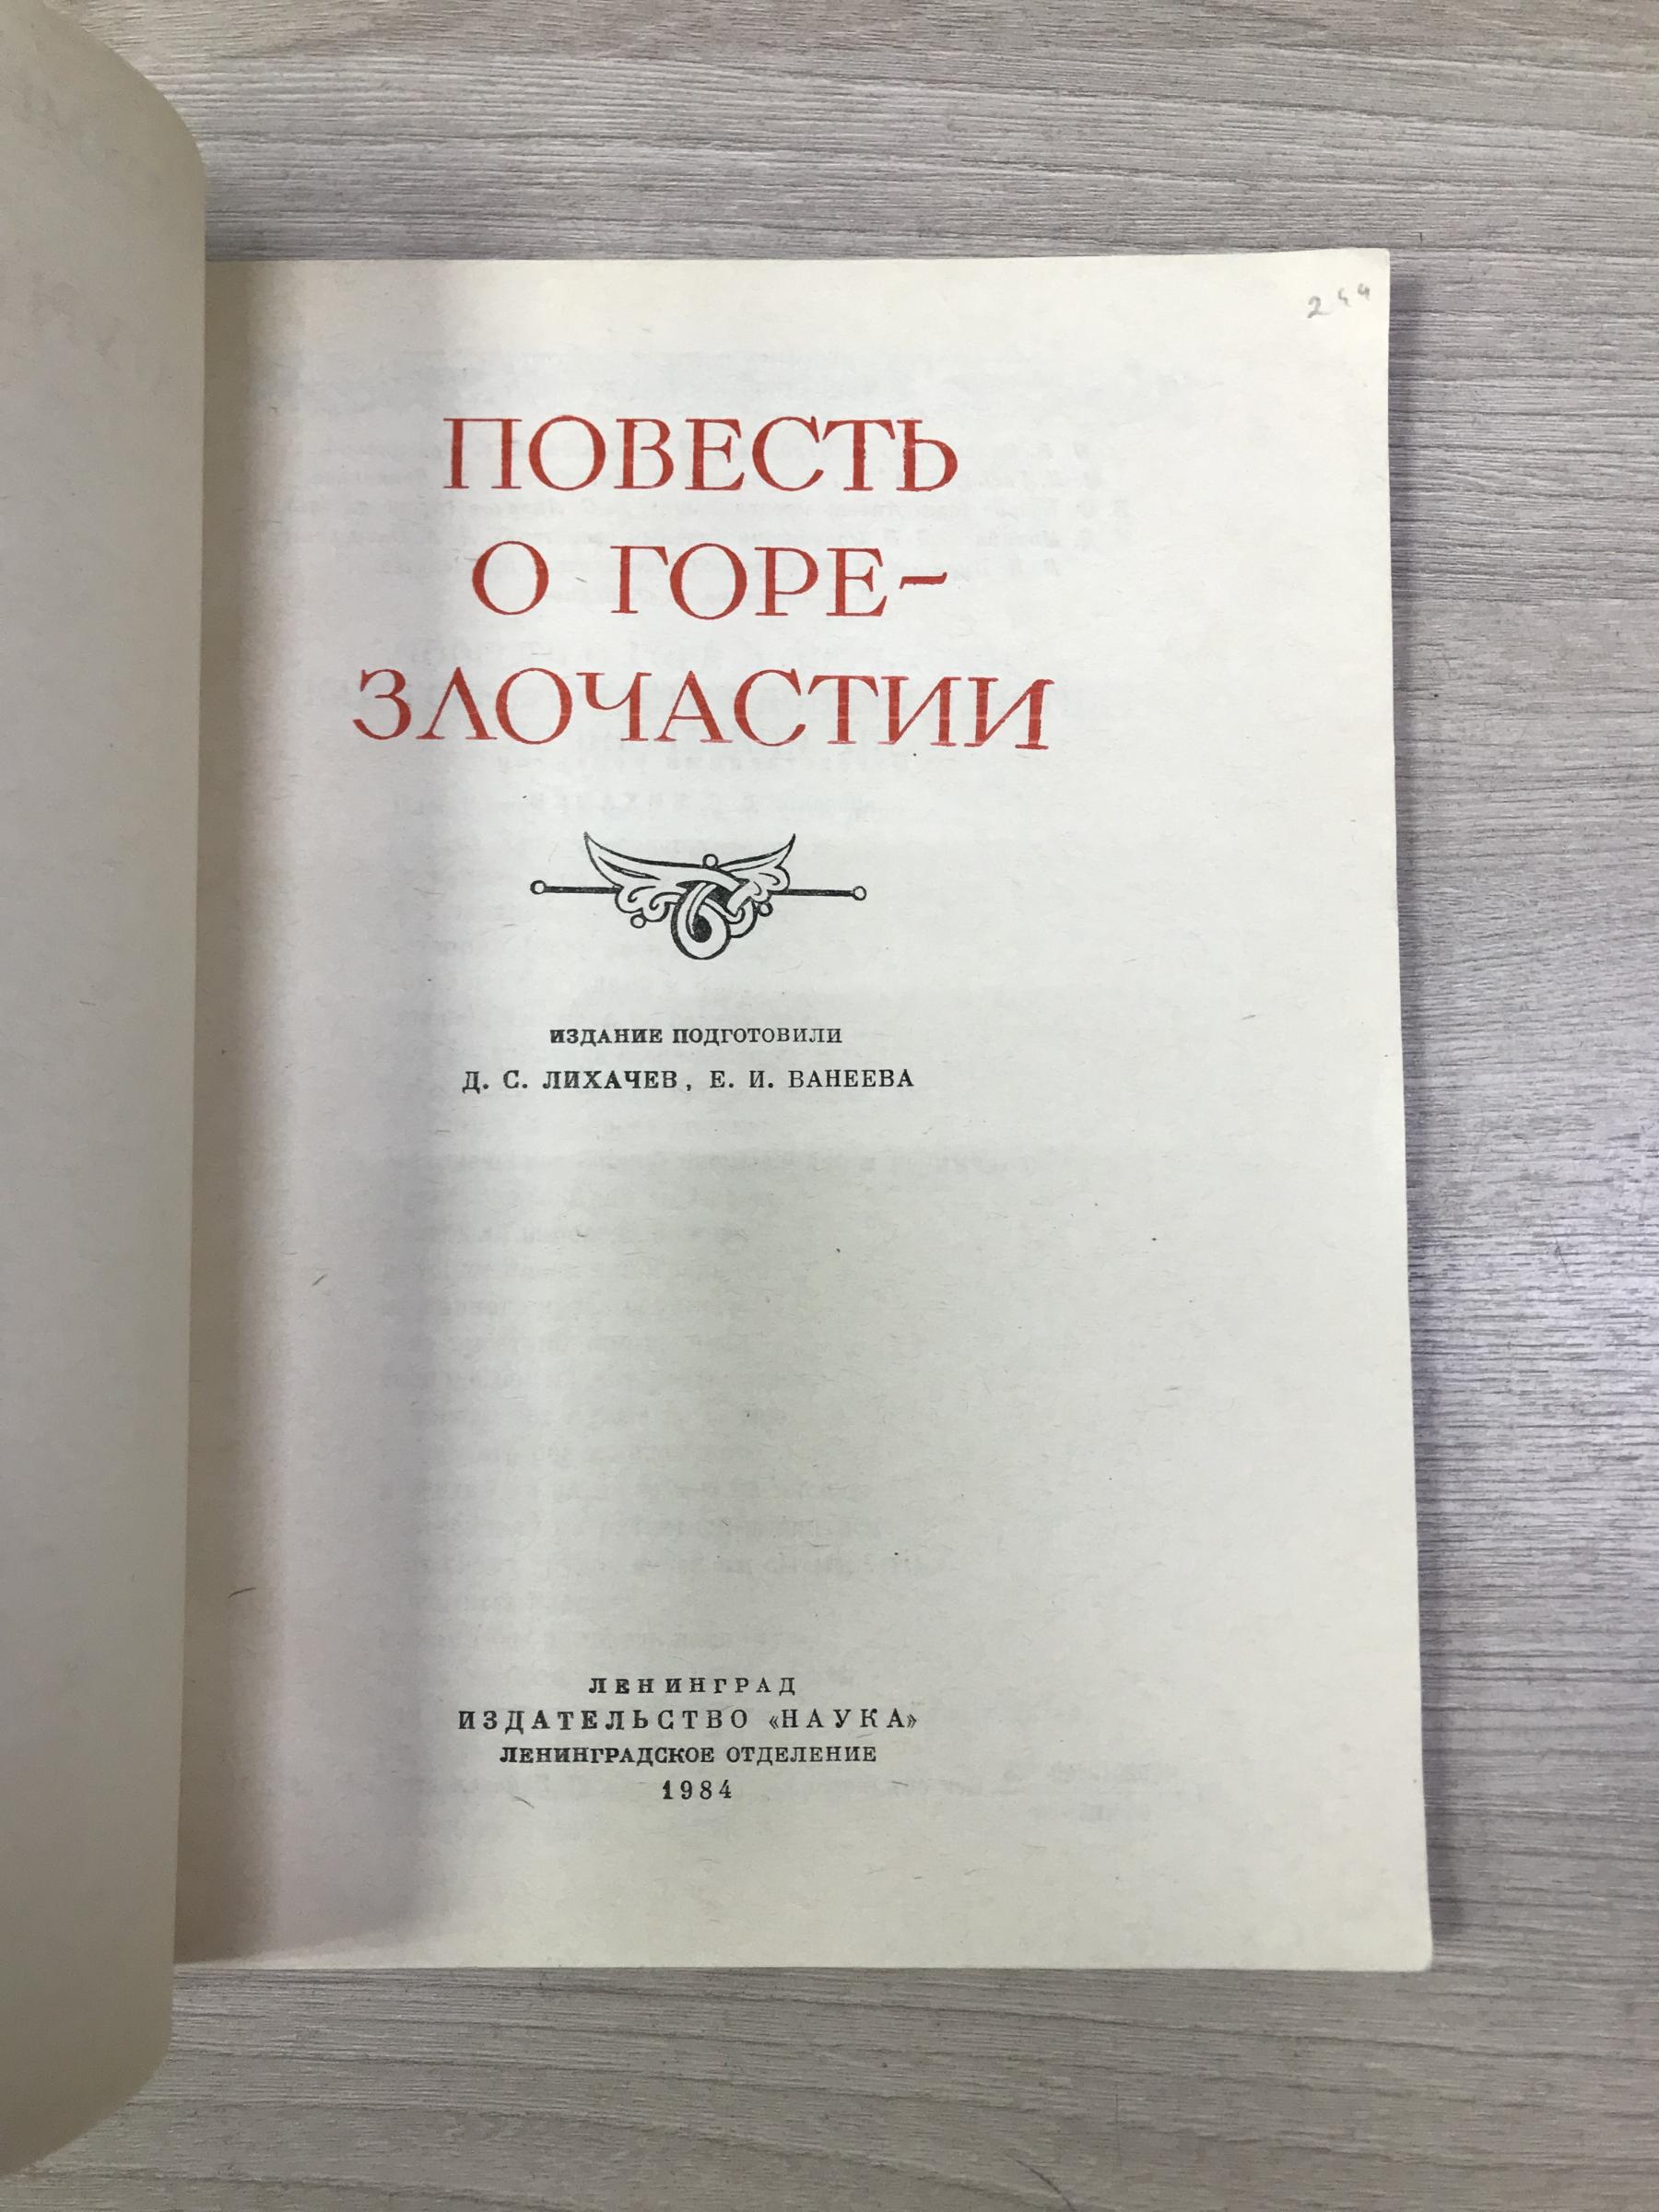 ПОВЕСТЬ
О ГОРЕ-
ЗЛОЧАСТИИ
ИЗДАНИЕ ПОДГОТОВИЛИ
Д. С. ЛИХАЧЕВ, Е. И. ВАНЕЕВА
ЛЕНИНГРАД
ИЗДАТЕЛЬСТВО «НАУКА»
ЛЕНИНГРАДСКОЕ ОТДЕЛЕНИЕ
1984